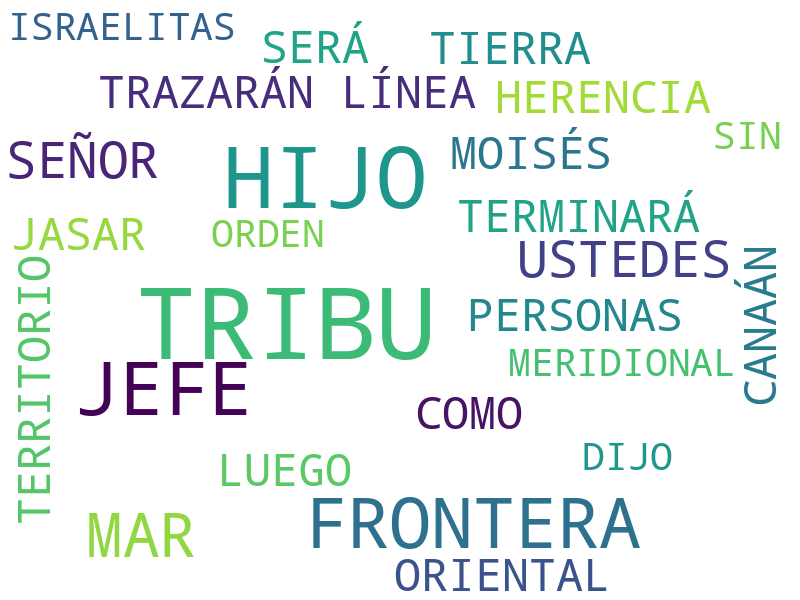 ISRAELITAS
SERÁ
TIERRA
TRAZARÁN LÍNEA
HERENCIA
SIN
SEÑOR
HIJO
MOISÉS
JASAR
ORDEN
TERMINARÁ
USTEDES
CANAÁN
TERRITORIO
TRIBU
PERSONAS
MERIDIONAL
JEFE
COMO
LUEGO
DIJO
MAR
FRONTERA
ORIENTAL